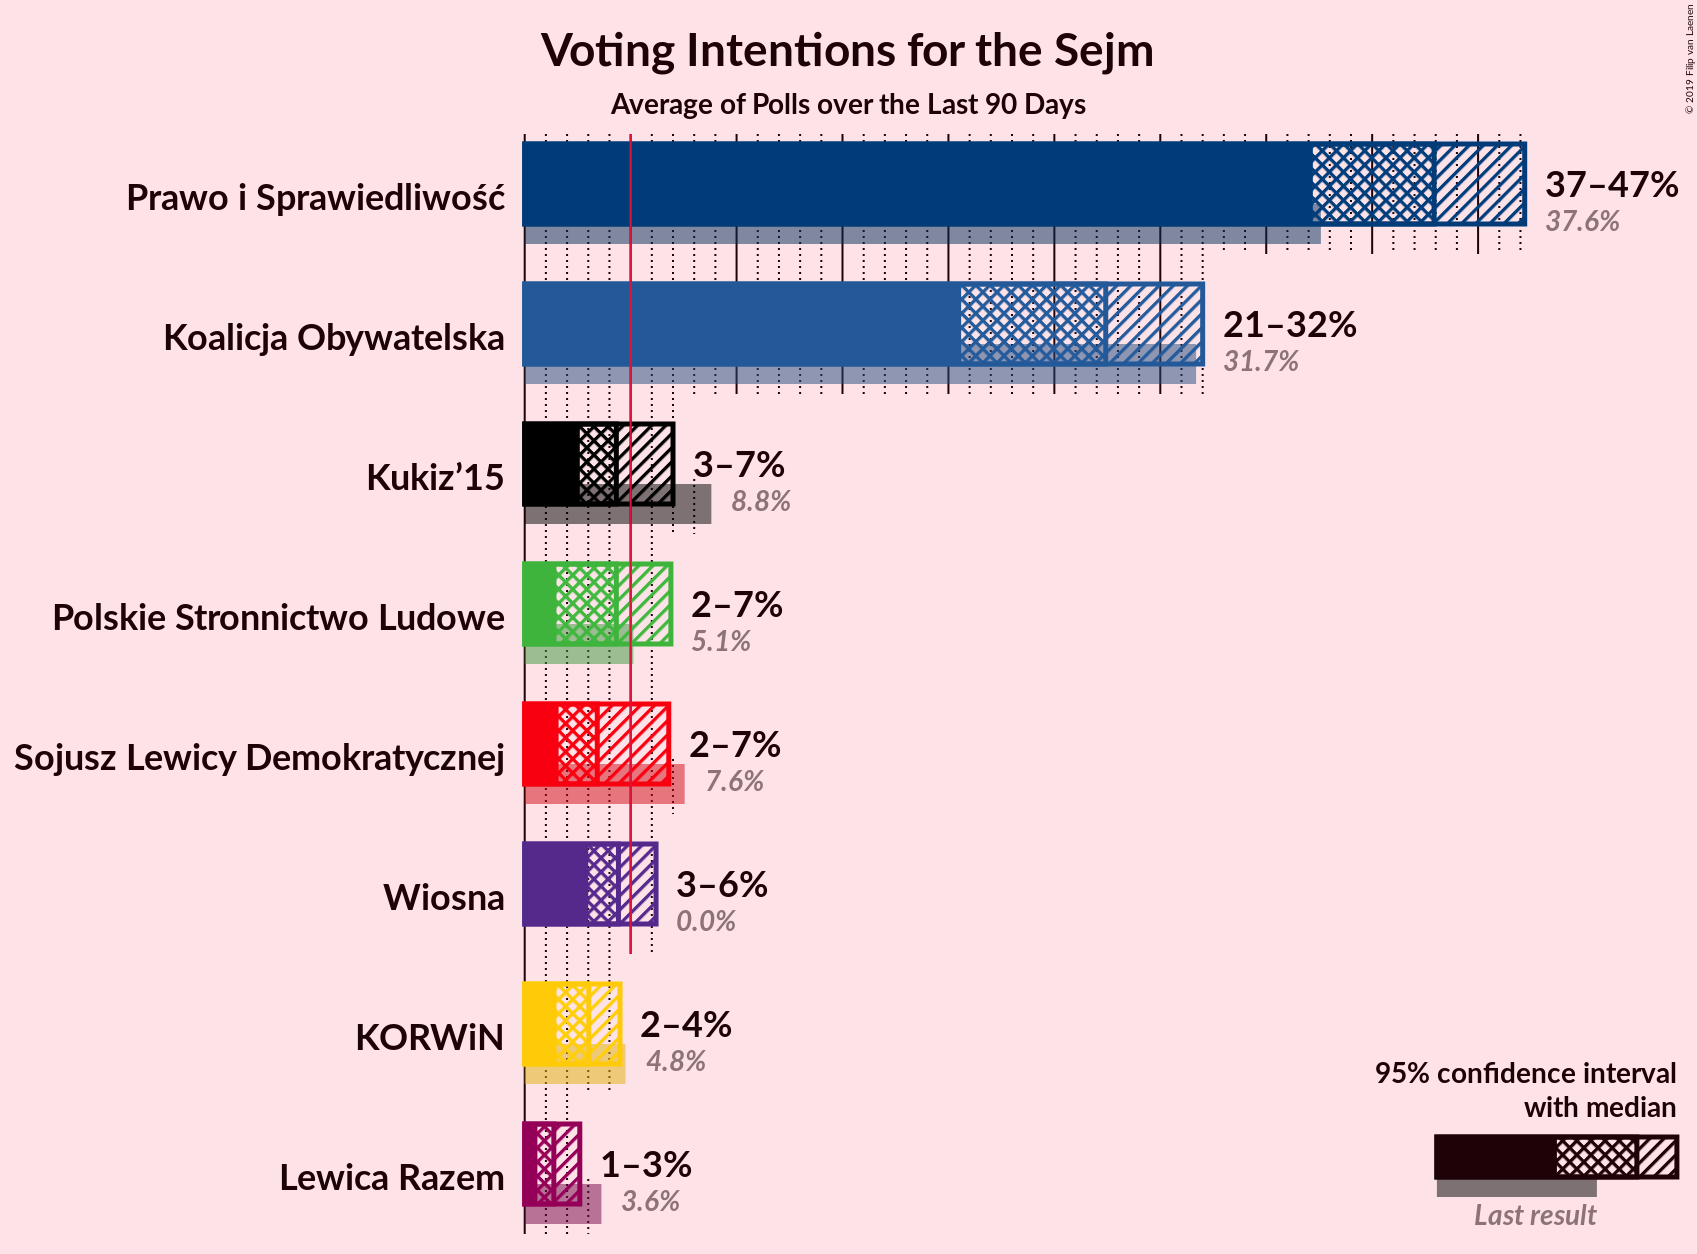 Voting Intentions for the Sejm
Average of Polls over the Last 90 Days
© 2019 Filip van Laenen
Prawo i Sprawiedliwość
37–47%
37.6%
Koalicja Obywatelska
21–32%
31.7%
Kukiz’15
3–7%
8.8%
Polskie Stronnictwo Ludowe
2–7%
5.1%
Sojusz Lewicy Demokratycznej
2–7%
7.6%
Wiosna
3–6%
0.0%
KORWiN
2–4%
4.8%
Lewica Razem
1–3%
3.6%
95% confidence interval
with median
Last result